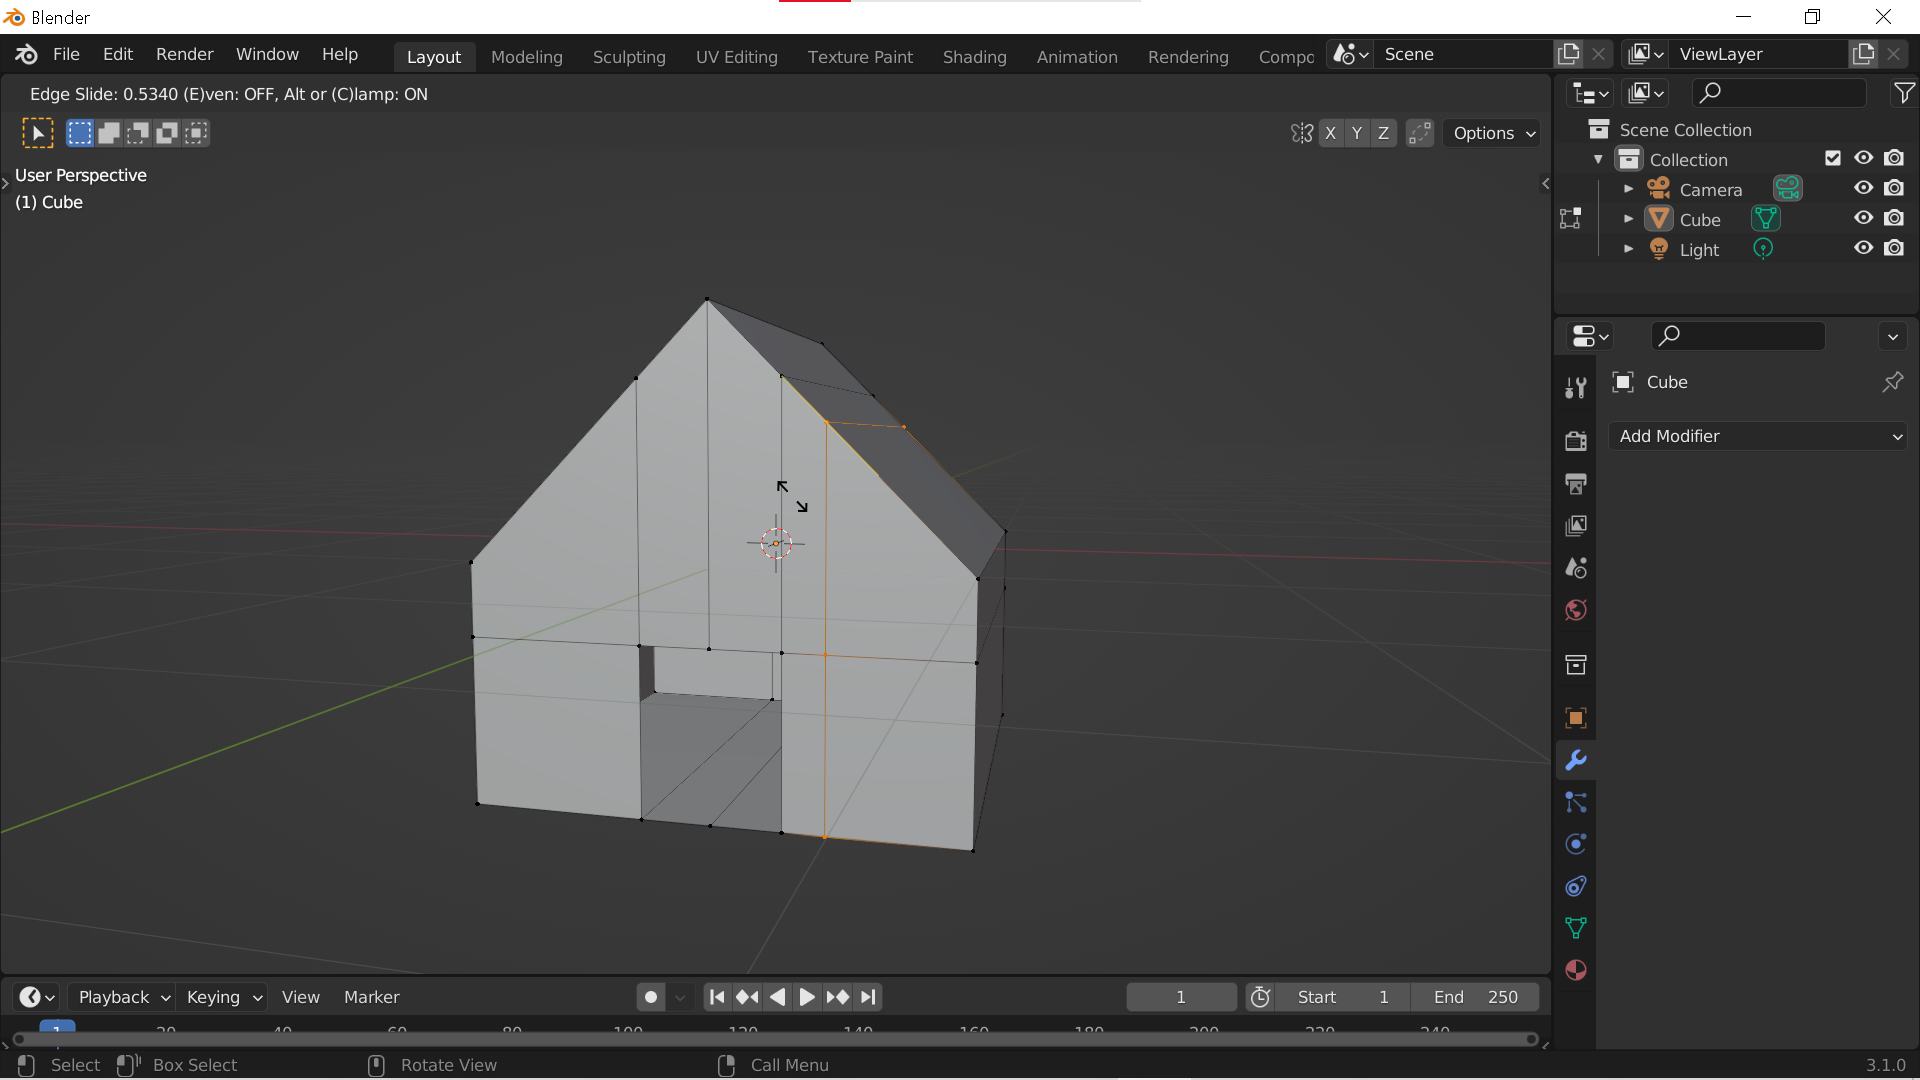 Blender
File Edit Render Window Help Layout Modeling Sculpting UV Editing Texture Paint Shading Animation Rendering Compo Scene ViewLayer
Edge Slide: 0.5340 (E)ven: OFF, Alt or (C)lamp: ON
X Y Z Options
User Perspective
(1) Cube
Scene Collection
Collection
Camera
Cube
Light
Cube
Add Modifier
Playback Keying View Marker 1 Start 1 End 250
1 20 40 60 80 100 120 140 160 180 200 220 240
Select Box Select Rotate View Call Menu 3.1.0